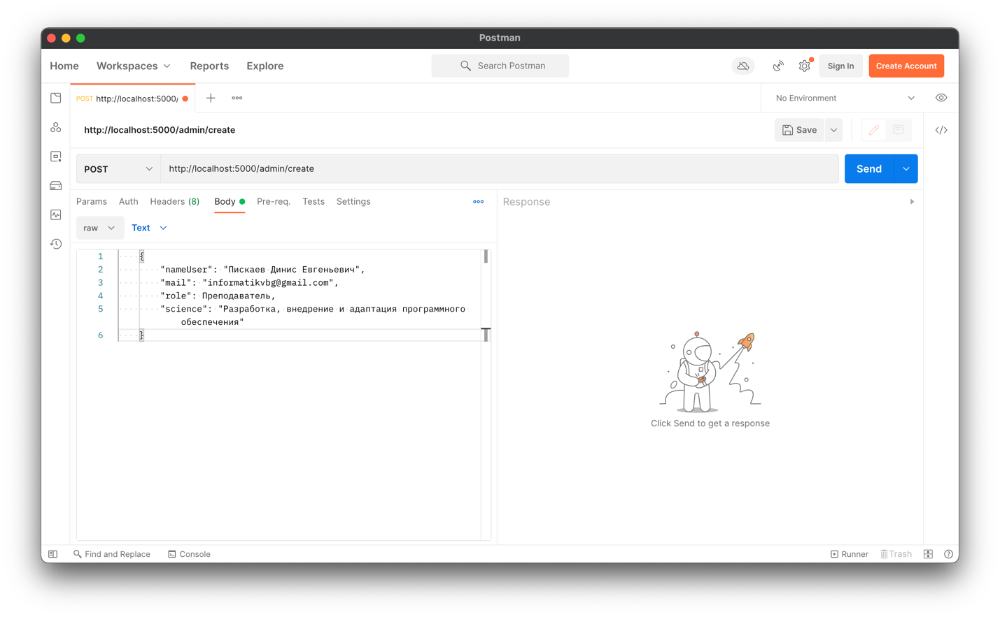 Postman
Home Workspaces Reports Explore
Search Postman
Sign In Create Account
POST http://localhost:5000/
No Environment
http://localhost:5000/admin/create
Save
POST http://localhost:5000/admin/create
Send
Params Auth Headers (8) Body Pre-req. Tests Settings
Response
raw Text
1 {
2 "nameUser": "Пискаев Динис Евгеньевич",
3 "mail": "informatikvbg@gmail.com",
4 "role": Преподаватель,
5 "science": "Разработка, внедрение и адаптация программного
обеспечения"
6 }
Click Send to get a response
Find and Replace Console
Runner Trash